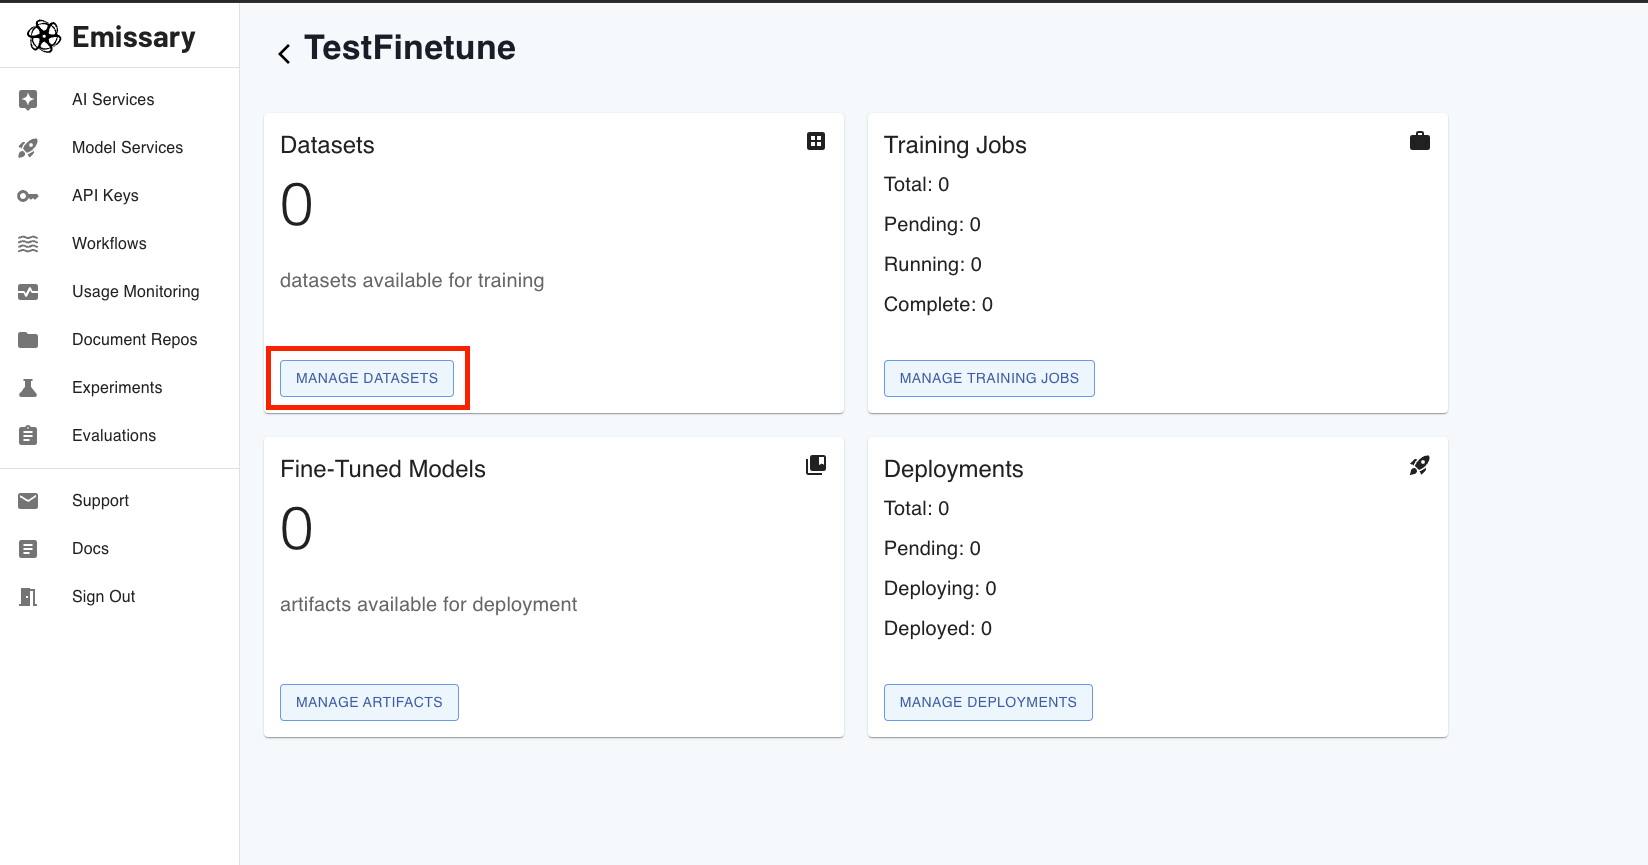 Emissary
AI Services
Model Services
API Keys
Workflows
Usage Monitoring
Document Repos
Experiments
Evaluations
Support
Docs
Sign Out
TestFinetune
Datasets
0
datasets available for training
MANAGE DATASETS
Training Jobs
Total: 0
Pending: 0
Running: 0
Complete: 0
MANAGE TRAINING JOBS
Fine-Tuned Models
0
artifacts available for deployment
MANAGE ARTIFACTS
Deployments
Total: 0
Pending: 0
Deploying: 0
Deployed: 0
MANAGE DEPLOYMENTS